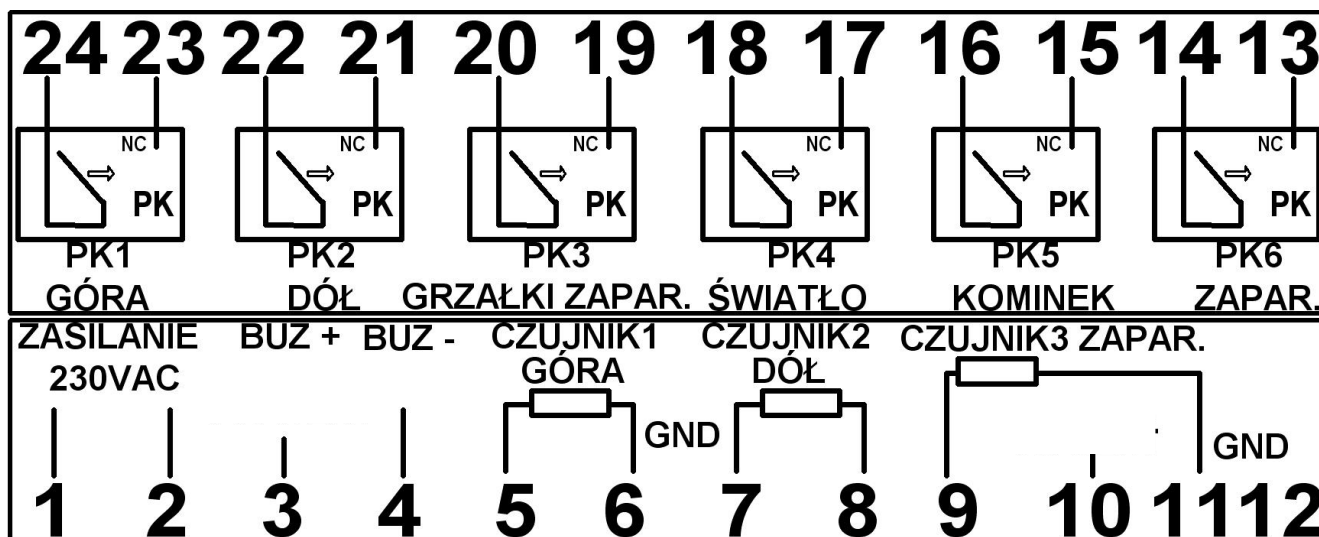 24 23 22 21 20 19 18 17 16 15 14 13
NC NC NC NC NC NC
PK PK PK PK PK PK
PK1 PK2 PK3 PK4 PK5 PK6
GÓRA DÓŁ GRZAŁKI ZAPAR. ŚWIATŁO KOMINEK ZAPAR.
ZASILANIE BUZ + BUZ - CZUJNIK1 CZUJNIK2 CZUJNIK3 ZAPAR.
230VAC GÓRA DÓŁ
GND GND
1 2 3 4 5 6 7 8 9 10 11 12